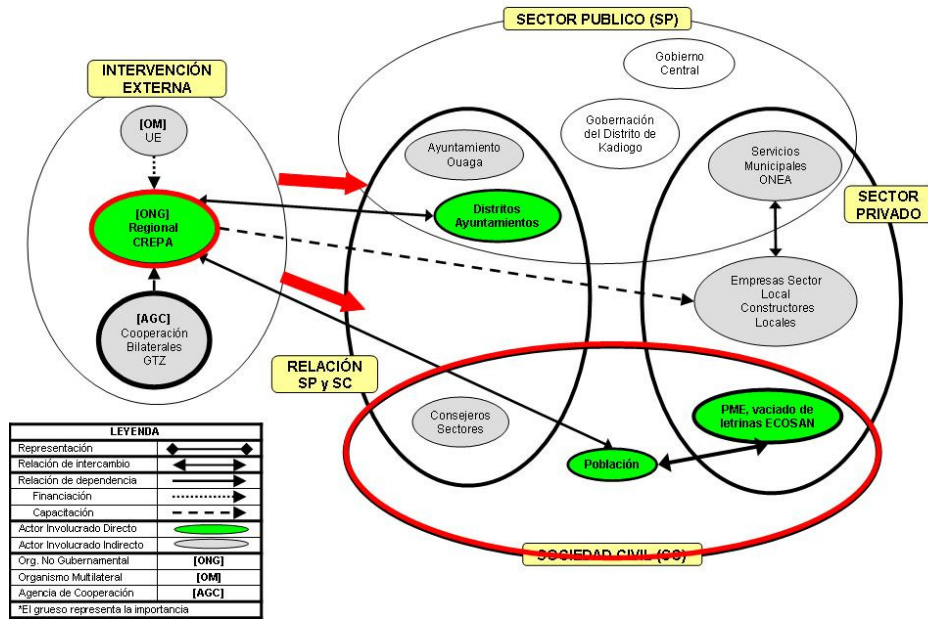 SECTOR PUBLICO (SP)
INTERVENCIÓN
EXTERNA
Gobierno
Central
[OM]
UE
Gobernación
del Distrito de
Kadiogo
Ayuntamiento
Ouaga
Servicios
Municipales
ONEA
SECTOR
PRIVADO
Distritos
Ayuntamientos
[ONG]
Regional
CREPA
Empresas Sector
Local
Constructores
Locales
[AGC]
Cooperación
Bilaterales
GTZ
RELACIÓN
SP y SC
Consejeros
Sectores
PME, vaciado de
letrinas ECOSAN
Población
SOCIEDAD CIVIL (SC)
LEYENDA
Representación
Relación de intercambio
Relación de dependencia
Financiación
Capacitación
Actor Involucrado Directo
Actor Involucrado Indirecto
Org. No Gubernamental [ONG]
Organismo Multilateral [OM]
Agencia de Cooperación [AGC]
*El grueso representa la importancia